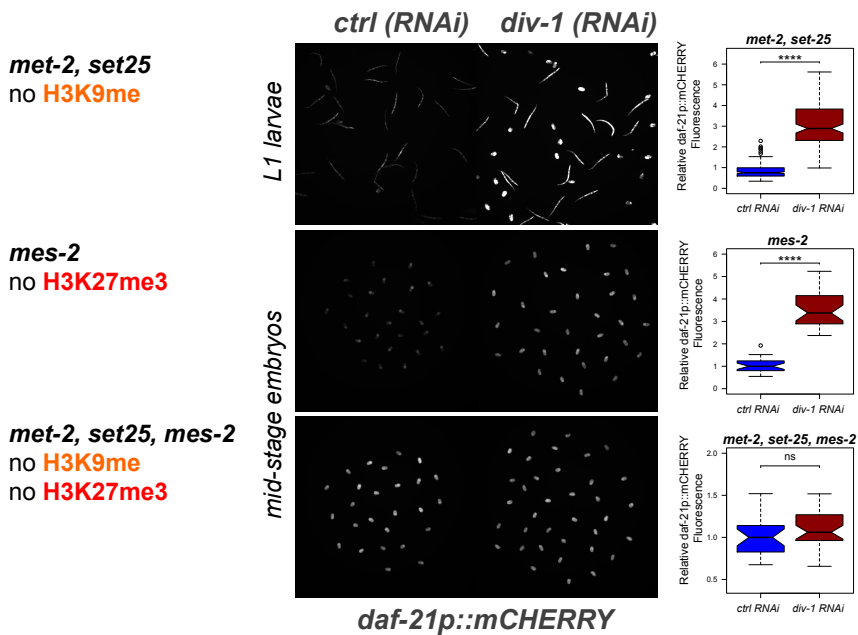 ctrl (RNAi) div-1 (RNAi)
met-2, set25
no H3K9me
L1 larvae
met-2, set-25
****
Relative daf-21p::mCHERRY
Fluorescence
6
5
4
3
2
1
0
ctrl RNAi div-1 RNAi
mes-2
no H3K27me3
mid-stage embryos
mes-2
****
Relative daf-21p::mCHERRY
Fluorescence
6
5
4
3
2
1
0
ctrl RNAi div-1 RNAi
met-2, set25, mes-2
no H3K9me
no H3K27me3
met-2, set-25, mes-2
ns
Relative daf-21p::mCHERRY
Fluorescence
2.0
1.5
1.0
0.5
ctrl RNAi div-1 RNAi
daf-21p::mCHERRY